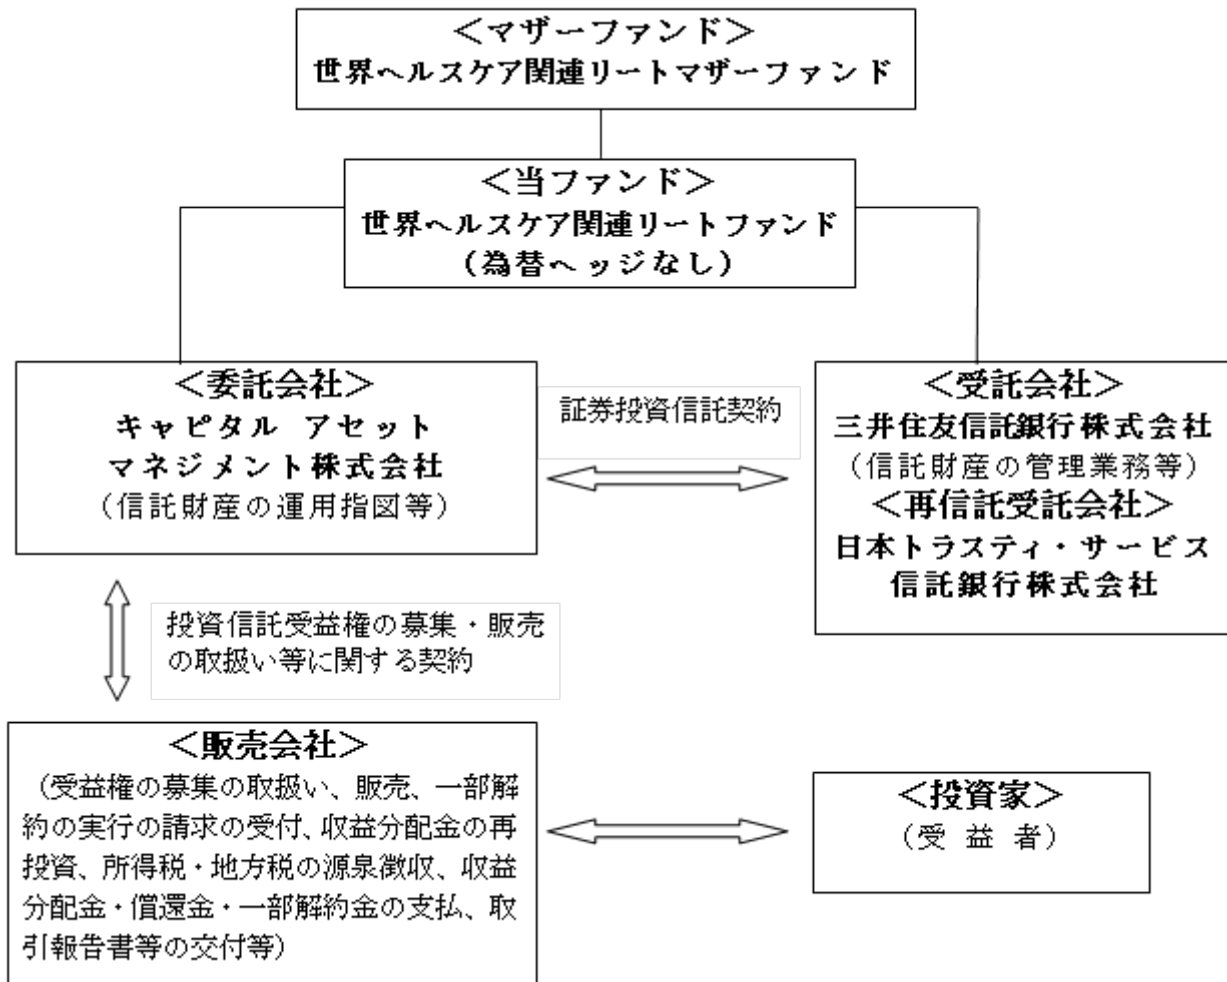 ＜マザーファンド＞
世界ヘルスケア関連リートマザーファンド
＜当ファンド＞
世界ヘルスケア関連リートファンド
（為替ヘッジなし）
＜委託会社＞
キャピタル アセット
マネジメント株式会社
（信託財産の運用指図等）
証券投資信託契約
＜受託会社＞
三井住友信託銀行株式会社
（信託財産の管理業務等）
＜再信託受託会社＞
日本トラスティ・サービス
信託銀行株式会社
投資信託受益権の募集・販売
の取扱い等に関する契約
＜販売会社＞
（受益権の募集の取扱い、販売、一部解
約の実行の請求の受付、収益分配金の再
投資、所得税・地方税の源泉徴収、収益
分配金・償還金・一部解約金の支払、取
引報告書等の交付等）
＜投資家＞
（受 益 者）